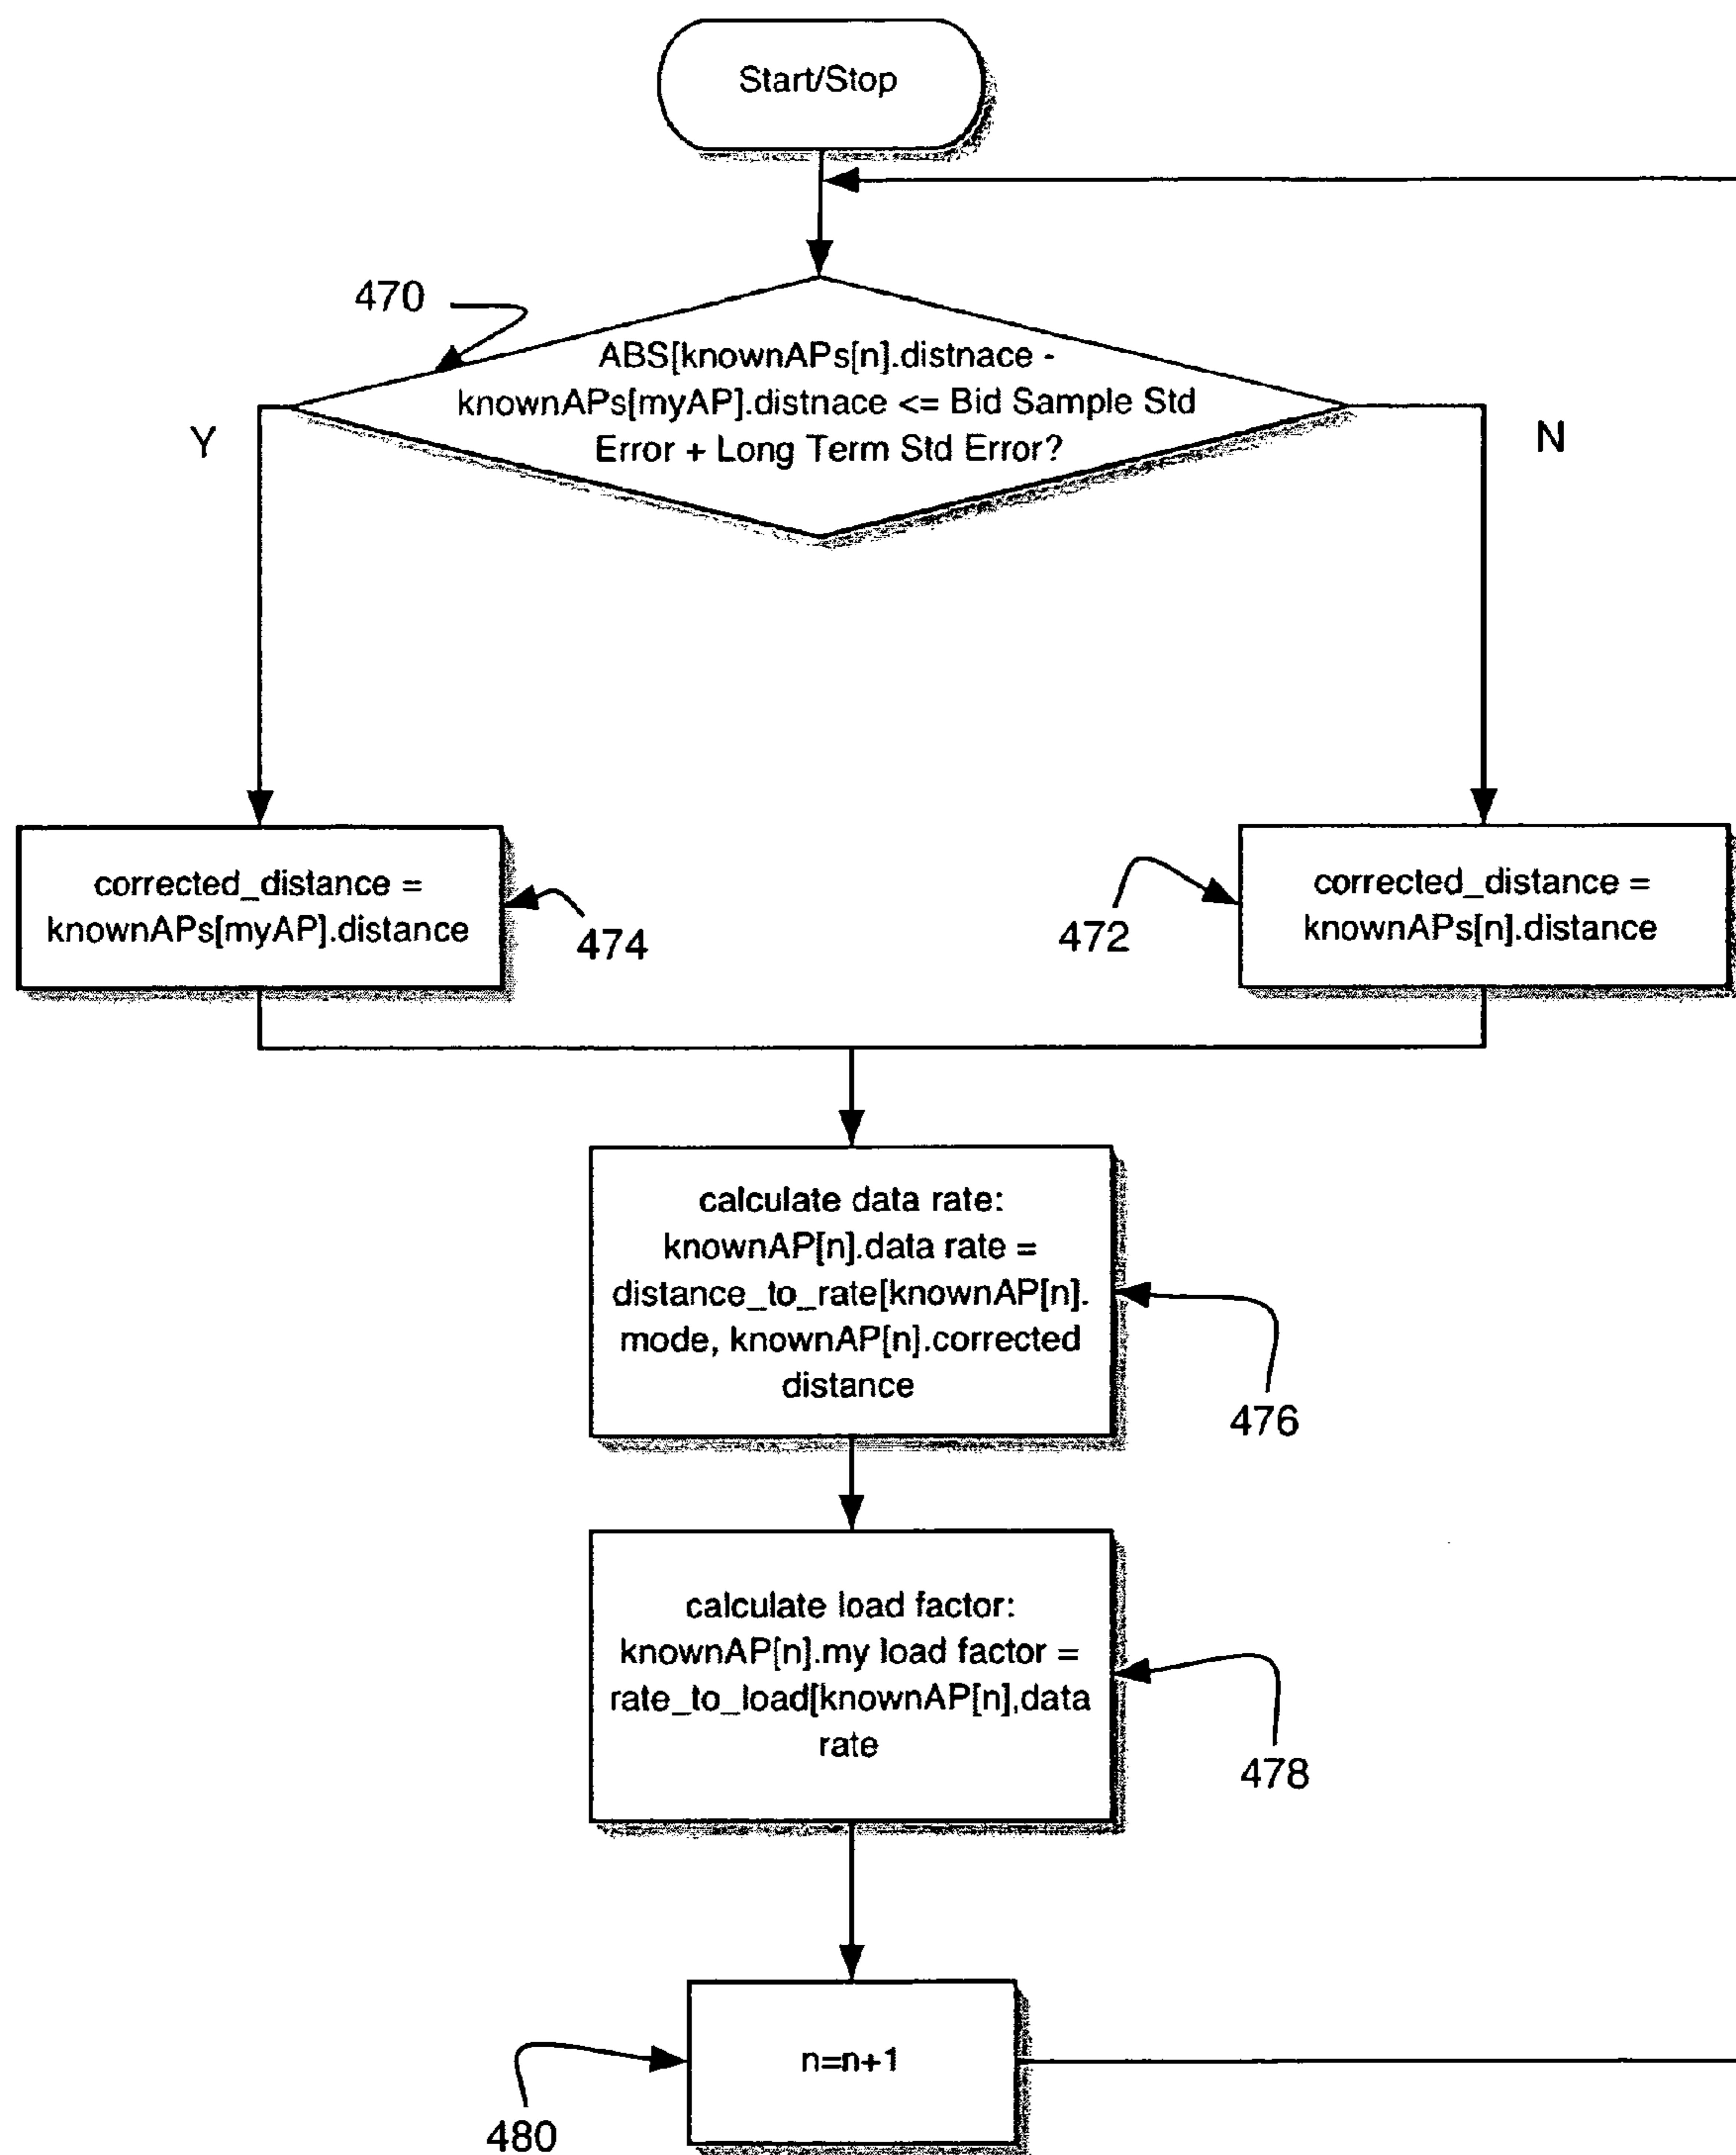 Start/Stop
470
ABS[knownAPs[n].distnace -
knownAPs[myAP].distnace <= Bid Sample Std
Error + Long Term Std Error?
Y
N
corrected_distance =
knownAPs[myAP].distance
474
472
corrected_distance =
knownAPs[n].distance
calculate data rate:
knownAP[n].data rate =
distance_to_rate[knownAP[n].
mode, knownAP[n].corrected
distance
476
calculate load factor:
knownAP[n].my load factor =
rate_to_load[knownAP[n],data
rate
478
n=n+1
480